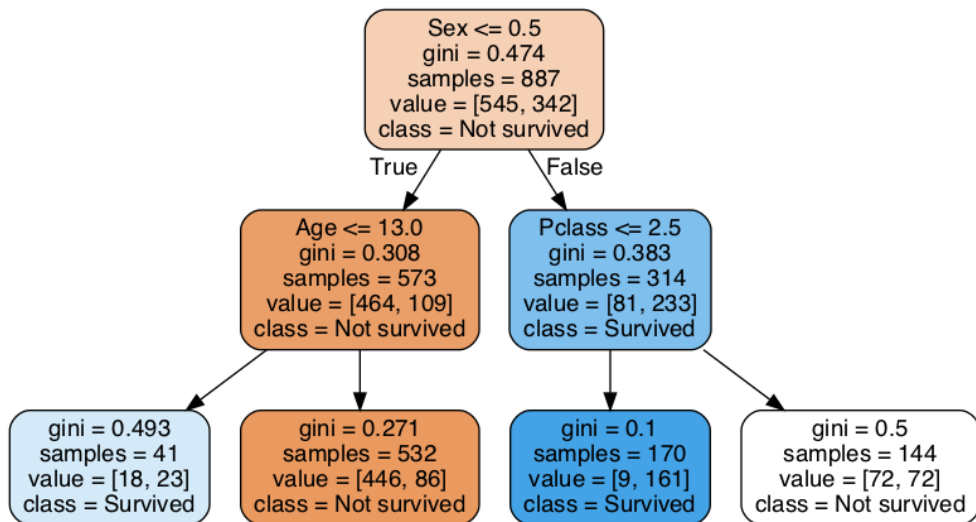 Sex <= 0.5
gini = 0.474
samples = 887
value = [545, 342]
class = Not survived
True
False
Age <= 13.0
gini = 0.308
samples = 573
value = [464, 109]
class = Not survived
Pclass <= 2.5
gini = 0.383
samples = 314
value = [81, 233]
class = Survived
gini = 0.493
samples = 41
value = [18, 23]
class = Survived
gini = 0.271
samples = 532
value = [446, 86]
class = Not survived
gini = 0.1
samples = 170
value = [9, 161]
class = Survived
gini = 0.5
samples = 144
value = [72, 72]
class = Not survived